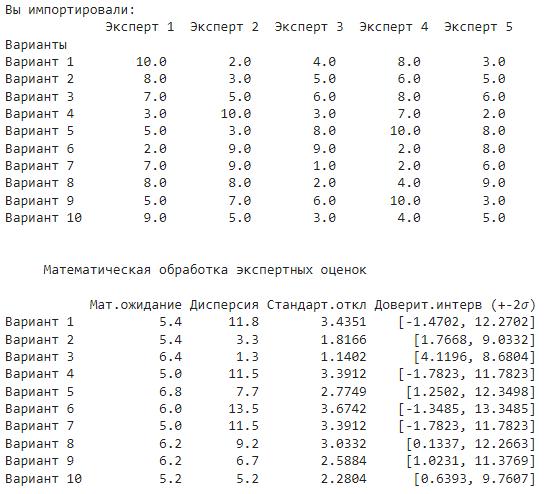 Вы импортировали:
Эксперт 1 Эксперт 2 Эксперт 3 Эксперт 4 Эксперт 5
Варианты
Вариант 1 10.0 2.0 4.0 8.0 3.0
Вариант 2 8.0 3.0 5.0 6.0 5.0
Вариант 3 7.0 5.0 6.0 8.0 6.0
Вариант 4 3.0 10.0 3.0 7.0 2.0
Вариант 5 5.0 3.0 8.0 10.0 8.0
Вариант 6 2.0 9.0 9.0 2.0 8.0
Вариант 7 7.0 9.0 1.0 2.0 6.0
Вариант 8 8.0 8.0 2.0 4.0 9.0
Вариант 9 5.0 7.0 6.0 10.0 3.0
Вариант 10 9.0 5.0 3.0 4.0 5.0
Математическая обработка экспертных оценок
Мат.ожидание Дисперсия Стандарт.откл Доверит.интерв (+-2σ)
Вариант 1 5.4 11.8 3.4351 [-1.4702, 12.2702]
Вариант 2 5.4 3.3 1.8166 [1.7668, 9.0332]
Вариант 3 6.4 1.3 1.1402 [4.1196, 8.6804]
Вариант 4 5.0 11.5 3.3912 [-1.7823, 11.7823]
Вариант 5 6.8 7.7 2.7749 [1.2502, 12.3498]
Вариант 6 6.0 13.5 3.6742 [-1.3485, 13.3485]
Вариант 7 5.0 11.5 3.3912 [-1.7823, 11.7823]
Вариант 8 6.2 9.2 3.0332 [0.1337, 12.2663]
Вариант 9 6.2 6.7 2.5884 [1.0231, 11.3769]
Вариант 10 5.2 5.2 2.2804 [0.6393, 9.7607]